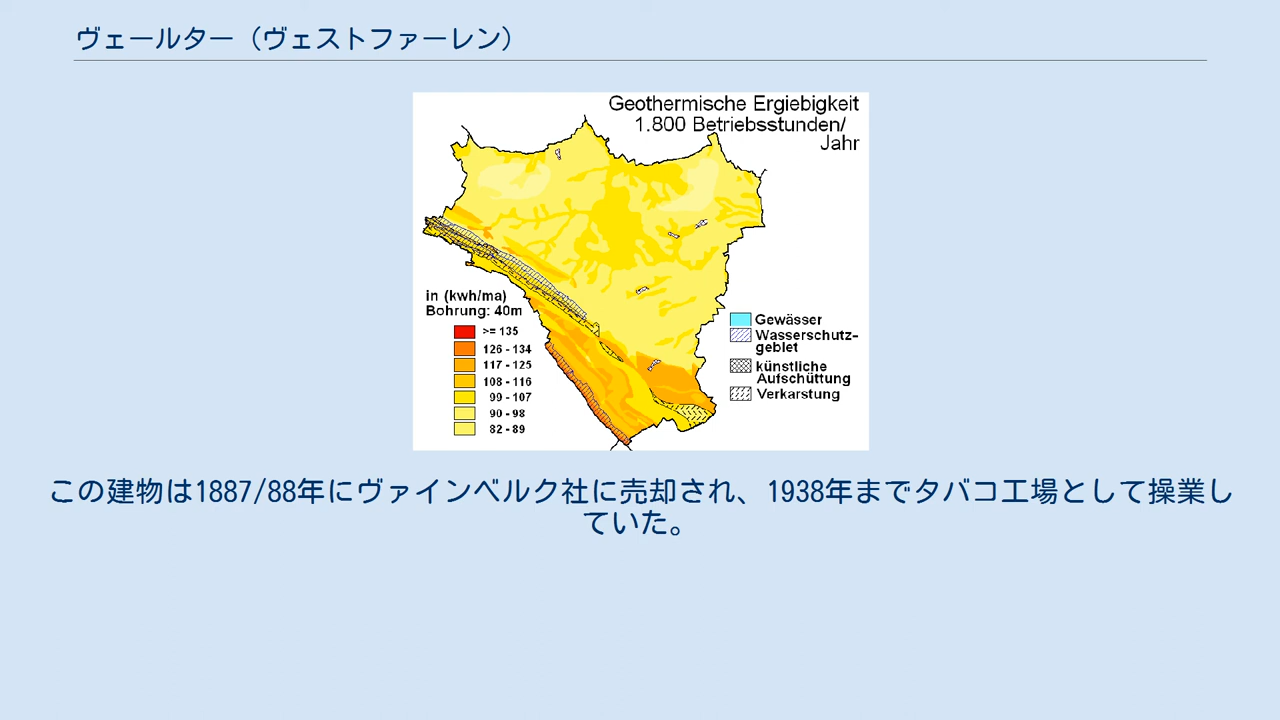 ヴェールター（ヴェストファーレン）
Geothermische Ergiebigkeit
1.800 Betriebsstunden/
Jahr
in (kwh/ma)
Bohrung: 40m
>= 135
126 - 134
117 - 125
108 - 116
99 - 107
90 - 98
82 - 89
Gewässer
Wasserschutz-
gebiet
künstliche
Aufschüttung
Verkarstung
この建物は1887/88年にヴァインベルク社に売却され、1938年までタバコ工場として操業し
ていた。